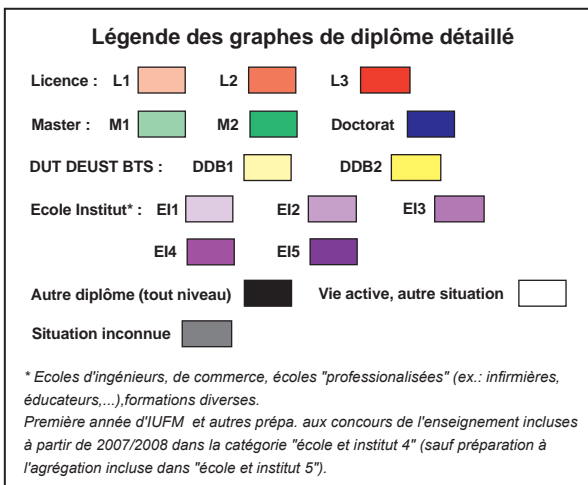 Légende des graphes de diplôme détaillé
Licence : L1 L2 L3
Master : M1 M2 Doctorat
DUT DEUST BTS : DDB1 DDB2
Ecole Institut* : EI1 EI2 EI3
EI4 EI5
Autre diplôme (tout niveau) Vie active, autre situation
Situation inconnue
* Ecoles d'ingénieurs, de commerce, écoles "professionalisées" (ex.: infirmières,
éducateurs,...),formations diverses.
Première année d'IUFM et autres prépa. aux concours de l'enseignement incluses
à partir de 2007/2008 dans la catégorie "école et institut 4" (sauf préparation à
l'agrégation incluse dans "école et institut 5").